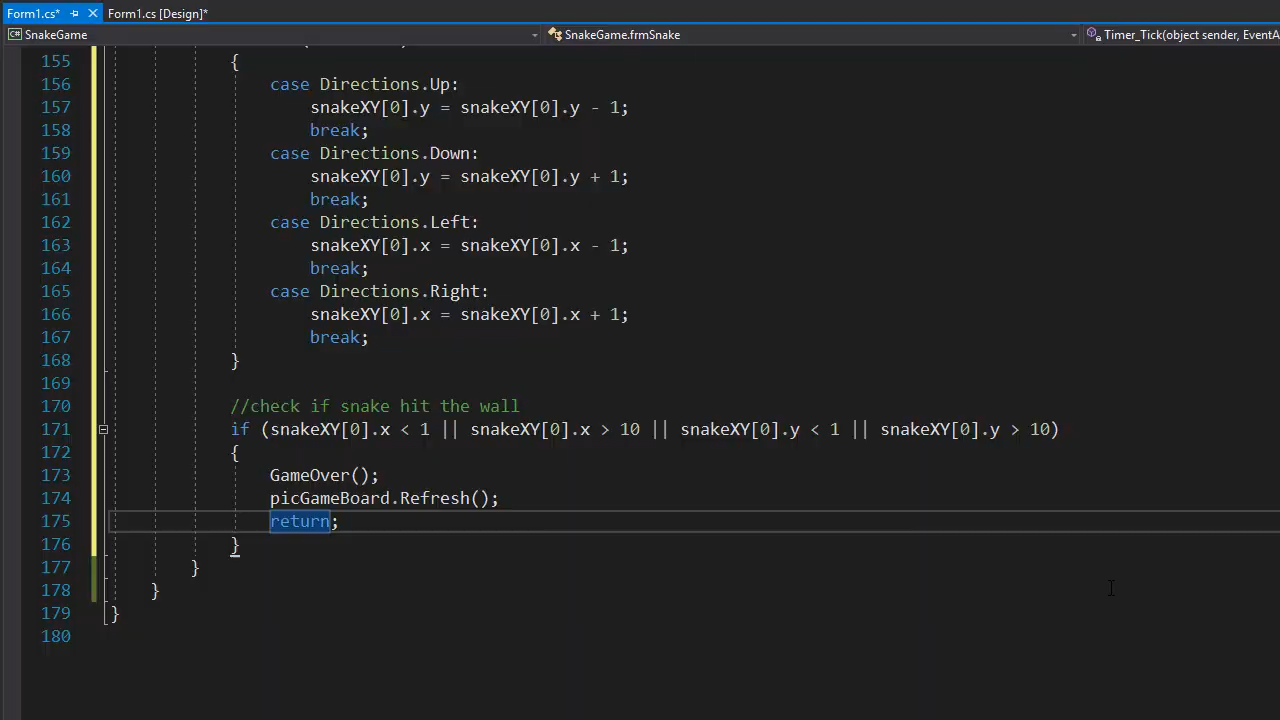 Form1.cs* Form1.cs [Design]*
SnakeGame SnakeGame.frmSnake Timer_Tick(object sender, EventA
155 {
156 case Directions.Up:
157 snakeXY[0].y = snakeXY[0].y - 1;
158 break;
159 case Directions.Down:
160 snakeXY[0].y = snakeXY[0].y + 1;
161 break;
162 case Directions.Left:
163 snakeXY[0].x = snakeXY[0].x - 1;
164 break;
165 case Directions.Right:
166 snakeXY[0].x = snakeXY[0].x + 1;
167 break;
168 }
169
170 //check if snake hit the wall
171 if (snakeXY[0].x < 1 || snakeXY[0].x > 10 || snakeXY[0].y < 1 || snakeXY[0].y > 10)
172 {
173 GameOver();
174 picGameBoard.Refresh();
175 return;
176 }
177 }
178 }
179 }
180